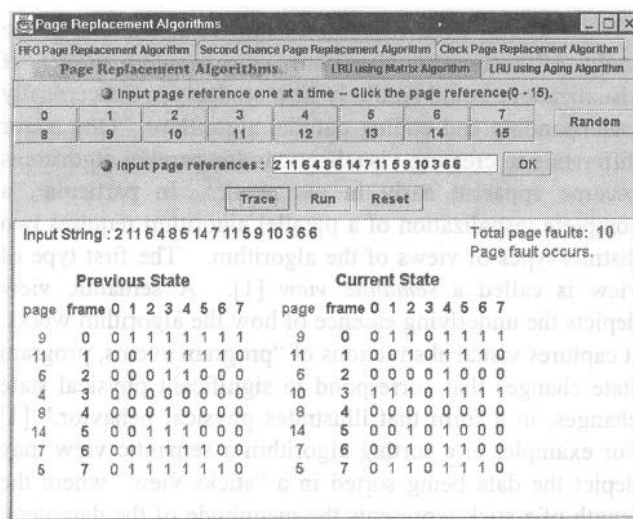 Page Replacement Algorithms
FIFO Page Replacement Algorithm Second Chance Page Replacement Algorithm Clock Page Replacement Algorithm
Page Replacement Algorithms. LRU using Matrix Algorithm LRU using Aging Algorithm
Input page reference one at a time -- Click the page reference(0 - 15).
0 1 2 3 4 5 6 7
Random
8 9 10 11 12 13 14 15
Input page references : 2 11 6 4 8 6 14 7 11 5 9 10 3 6 6 OK
Trace Run Reset
Input String : 2 11 6 4 8 6 14 7 11 5 9 10 3 6 6 Total page faults: 10
Page fault occurs.
Previous State Current State
page frame 0 1 2 3 4 5 6 7 page frame 0 1 2 3 4 5 6 7
9 0 0 1 1 1 1 1 1 1 9 0 0 1 1 0 1 1 1 1
11 1 0 0 1 1 1 1 1 0 11 1 0 0 1 0 1 1 1 0
6 2 0 0 0 1 1 0 0 0 6 2 0 0 0 0 1 0 0 0
4 3 0 0 0 0 0 0 0 0 10 3 1 1 1 0 1 1 1 1
8 4 0 0 0 1 0 0 0 0 8 4 0 0 0 0 0 0 0 0
14 5 0 0 1 1 1 0 0 0 14 5 0 0 1 0 1 0 0 0
7 6 0 0 1 1 1 1 0 0 7 6 0 0 1 0 1 1 0 0
5 7 0 1 1 1 1 1 1 0 5 7 0 1 1 0 1 1 1 0